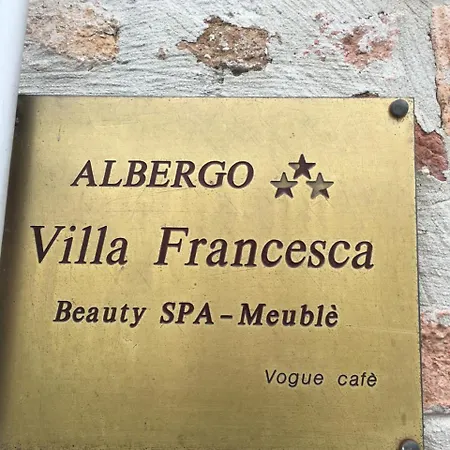 ALBERGO
Villa Francesca
Beauty SPA - Meublè
Vogue cafè